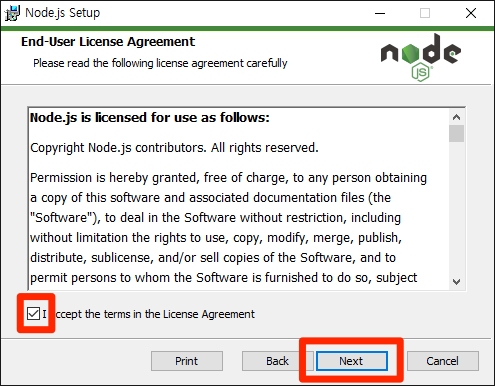 Node.js Setup
End-User License Agreement
Please read the following license agreement carefully
node
JS
Node.js is licensed for use as follows:
Copyright Node.js contributors. All rights reserved.
Permission is hereby granted, free of charge, to any person obtaining
a copy of this software and associated documentation files (the
"Software"), to deal in the Software without restriction, including
without limitation the rights to use, copy, modify, merge, publish,
distribute, sublicense, and/or sell copies of the Software, and to
permit persons to whom the Software is furnished to do so, subject
I accept the terms in the License Agreement
Print Back Next Cancel